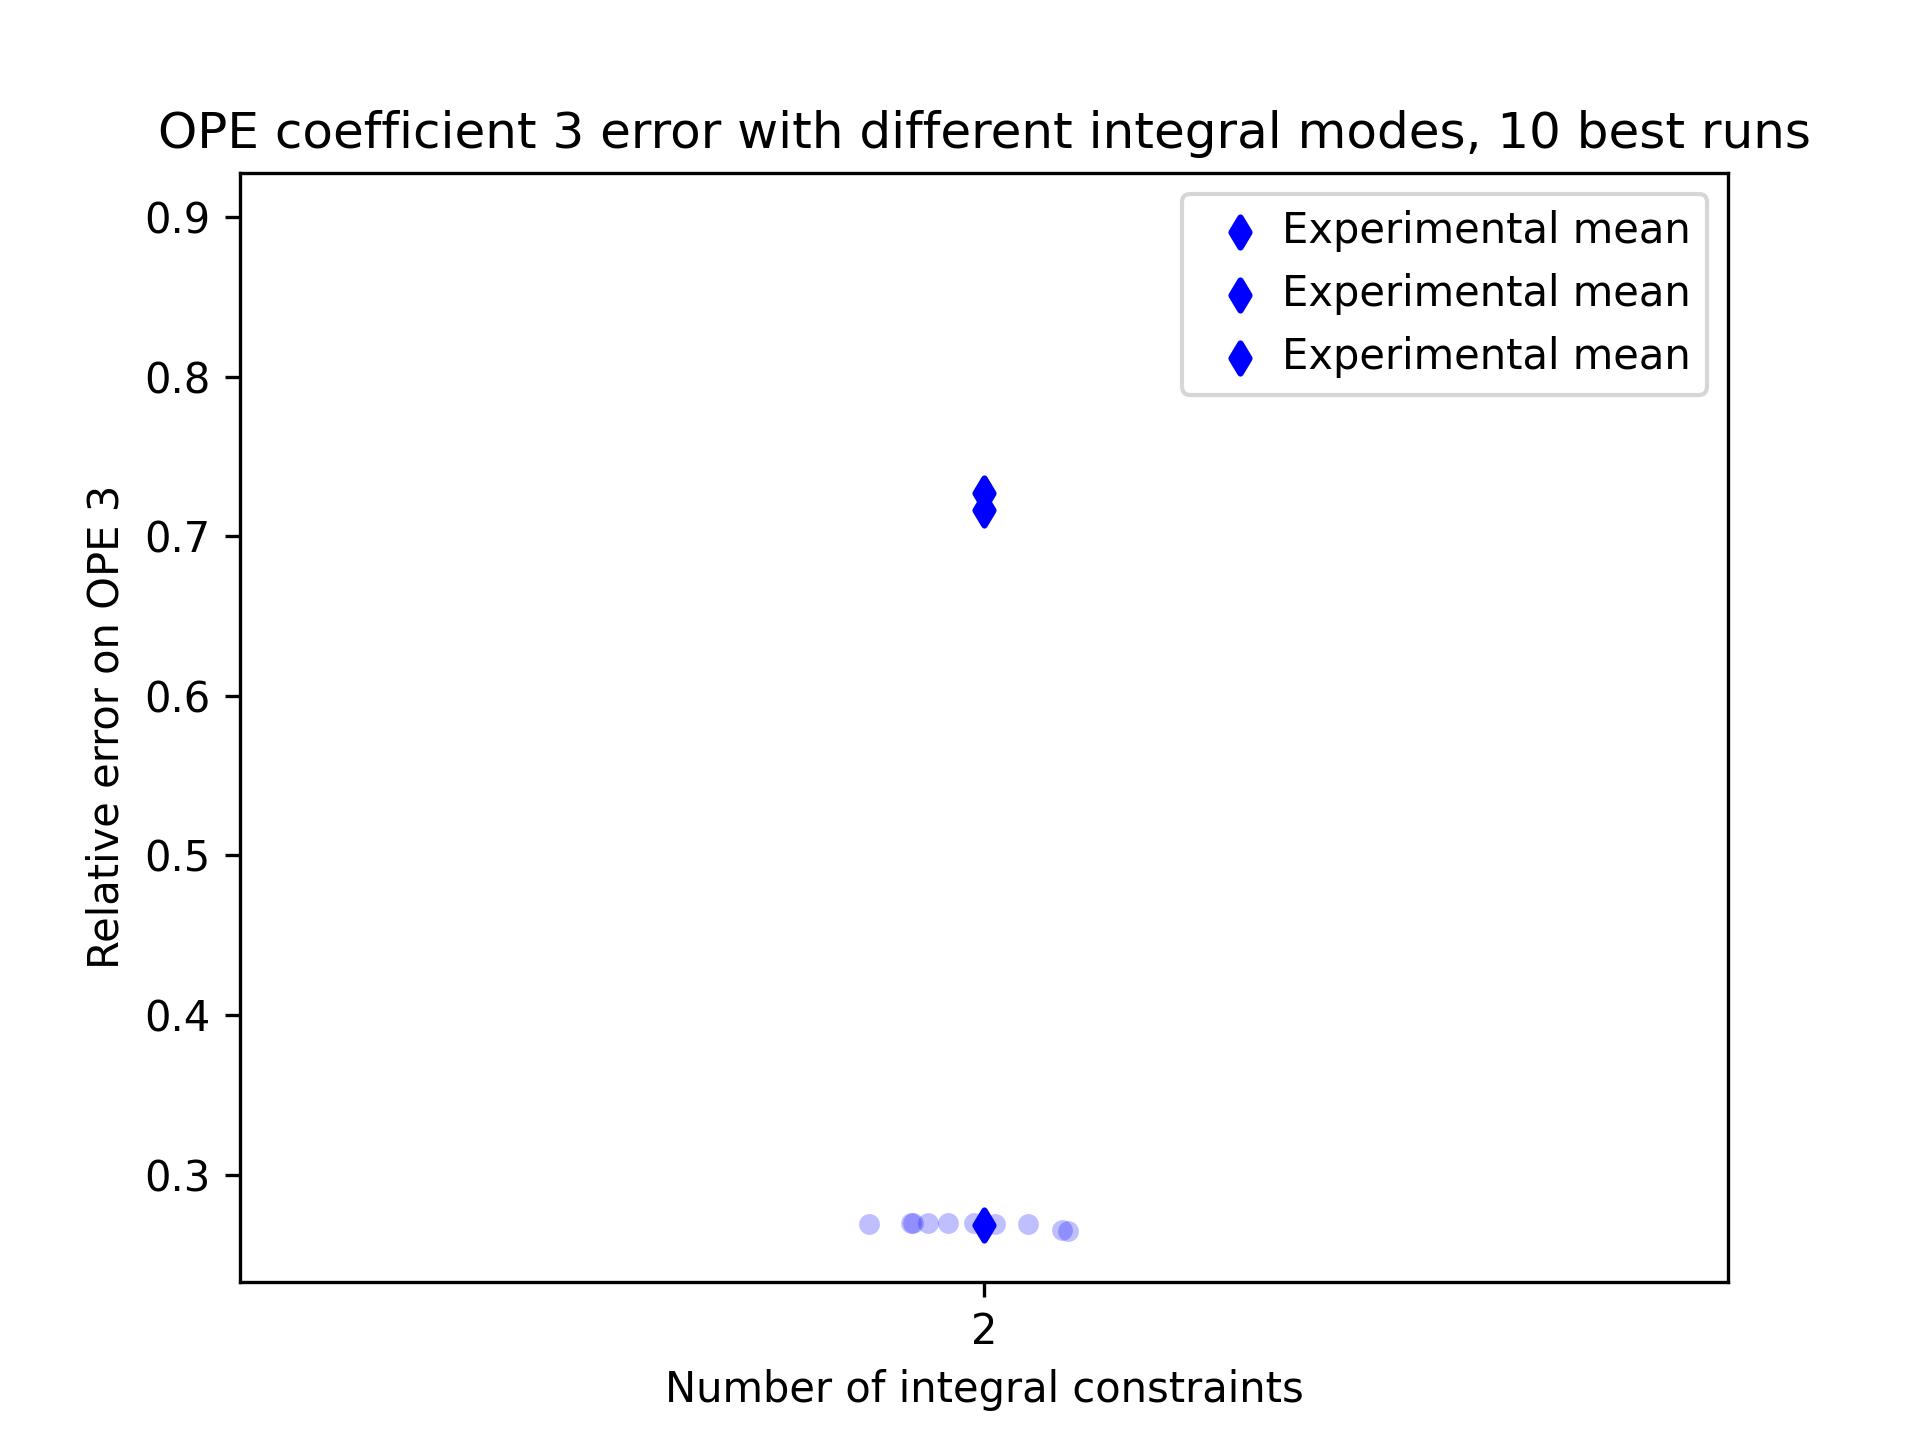 OPE coefficient 3 error with different integral modes, 10 best runs
Experimental mean
Experimental mean
Experimental mean
Relative error on OPE 3
0.9
0.8
0.7
0.6
0.5
0.4
0.3
2
Number of integral constraints